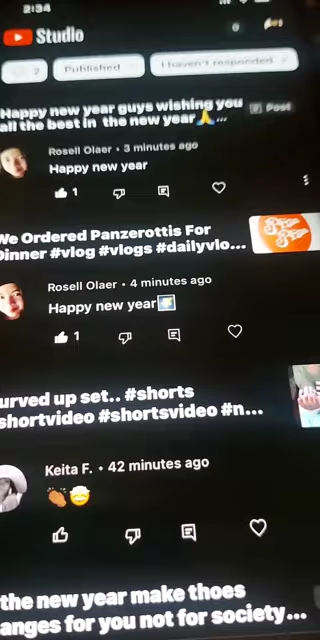 2:34
Studio
2
Published
I haven't responded
Happy new year guys wishing you
all the best in the new year🙏...
Post
Rosell Olaer • 3 minutes ago
Happy new year
1
We Ordered Panzerottis For
Dinner #vlog #vlogs #dailyvlo...
Rosell Olaer • 4 minutes ago
Happy new year🎇
1
urved up set.. #shorts
shortvideo #shortsvideo #n...
Keita F. • 42 minutes ago
👏🏾🤯
the new year make thoes
anges for you not for society...